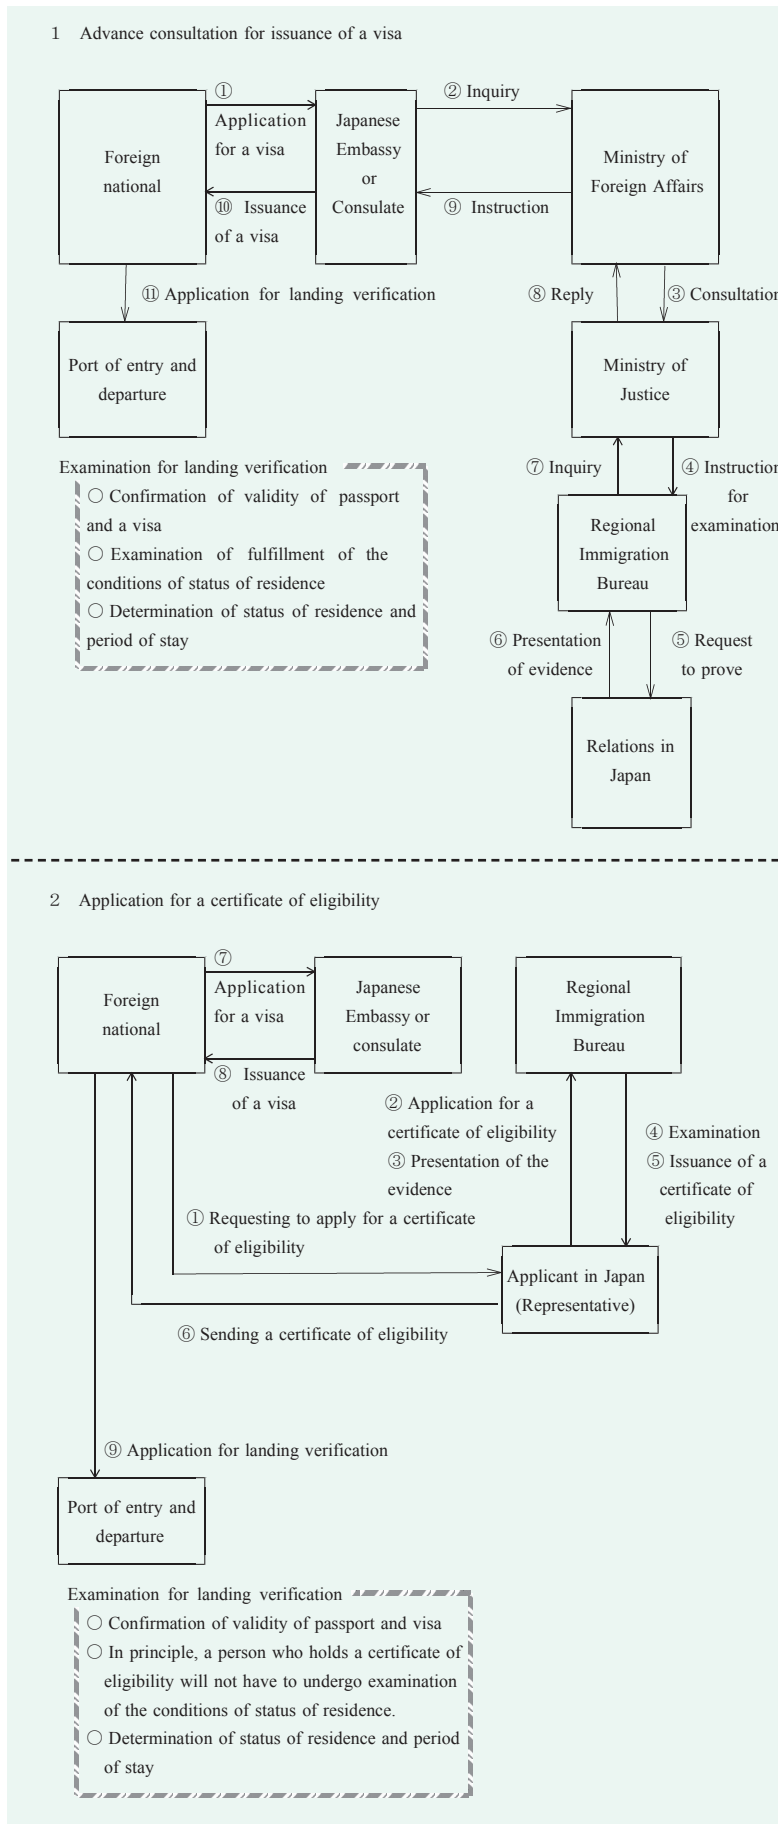 1 Advance consultation for issuance of a visa
①
Application
for a visa
② Inquiry
Foreign
national
Japanese
Embassy
or
Consulate
Ministry of
Foreign Affairs
⑩ Issuance
of a visa
⑨ Instruction
⑪ Application for landing verification
⑧ Reply
③ Consultation
Port of entry and
departure
Ministry of
Justice
Examination for landing verification
○ Confirmation of validity of passport
and a visa
○ Examination of fulfillment of the
conditions of status of residence
○ Determination of status of residence and
period of stay
⑦ Inquiry
④ Instruction
for
examination
Regional
Immigration
Bureau
⑥ Presentation
of evidence
⑤ Request
to prove
Relations in
Japan
2 Application for a certificate of eligibility
⑦
Application
for a visa
Foreign
national
Japanese
Embassy or
consulate
Regional
Immigration
Bureau
⑧ Issuance
of a visa
② Application for a
certificate of eligibility
③ Presentation of the
evidence
④ Examination
⑤ Issuance of a
certificate of
eligibility
① Requesting to apply for a certificate
of eligibility
Applicant in Japan
(Representative)
⑥ Sending a certificate of eligibility
⑨ Application for landing verification
Port of entry and
departure
Examination for landing verification
○ Confirmation of validity of passport and visa
○ In principle, a person who holds a certificate of
eligibility will not have to undergo examination
of the conditions of status of residence.
○ Determination of status of residence and period
of stay